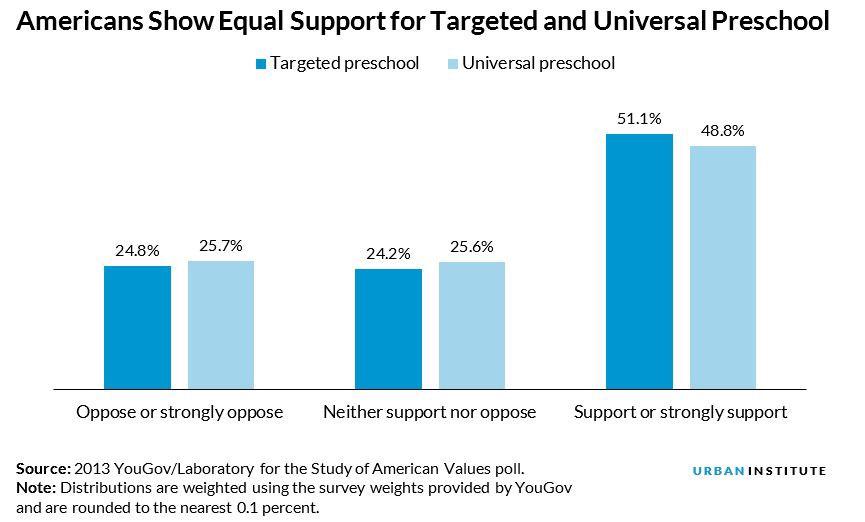 Americans Show Equal Support for Targeted and Universal Preschool
Targeted preschool Universal preschool
51.1%
48.8%
24.8% 25.7% 24.2% 25.6%
Oppose or strongly oppose Neither support nor oppose Support or strongly support
Source: 2013 YouGov/Laboratory for the Study of American Values poll.
URBAN INSTITUTE
Note: Distributions are weighted using the survey weights provided by YouGov
and are rounded to the nearest 0.1 percent.